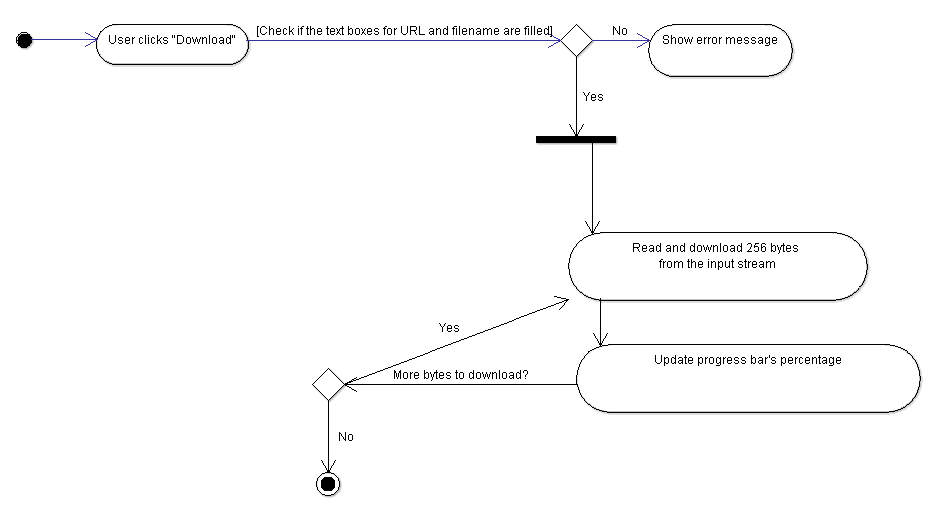 User clicks "Download"
[Check if the text boxes for URL and filename are filled]
No
Show error message
Yes
Read and download 256 bytes
from the input stream
Yes
Update progress bar's percentage
More bytes to download?
No